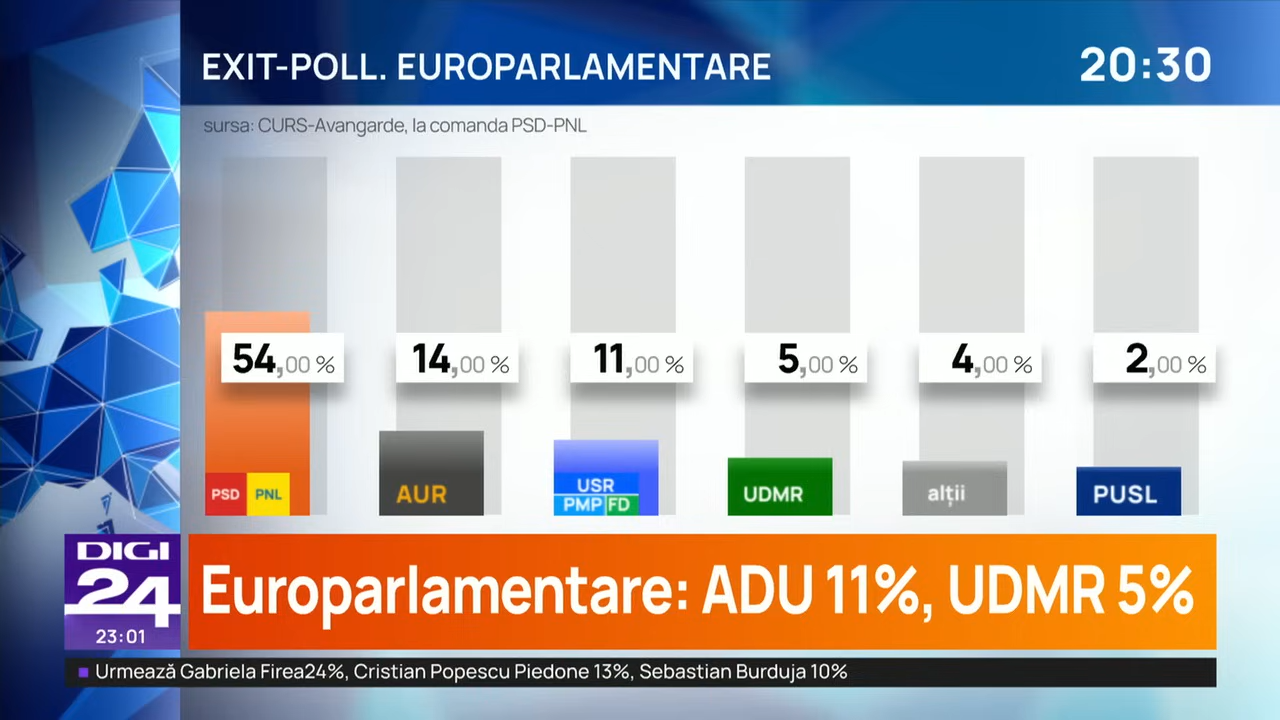 EXIT-POLL. EUROPARLAMENTARE
20:30
sursa: CURS-Avangarde, la comanda PSD-PNL
54,00 %
14,00 %
11,00 %
5,00 %
4,00 %
2,00 %
PSD PNL
AUR
USR
PMP FD
UDMR
alții
PUSL
DIGI
24
23:01
Europarlamentare: ADU 11%, UDMR 5%
Urmează Gabriela Firea24%, Cristian Popescu Piedone 13%, Sebastian Burduja 10%